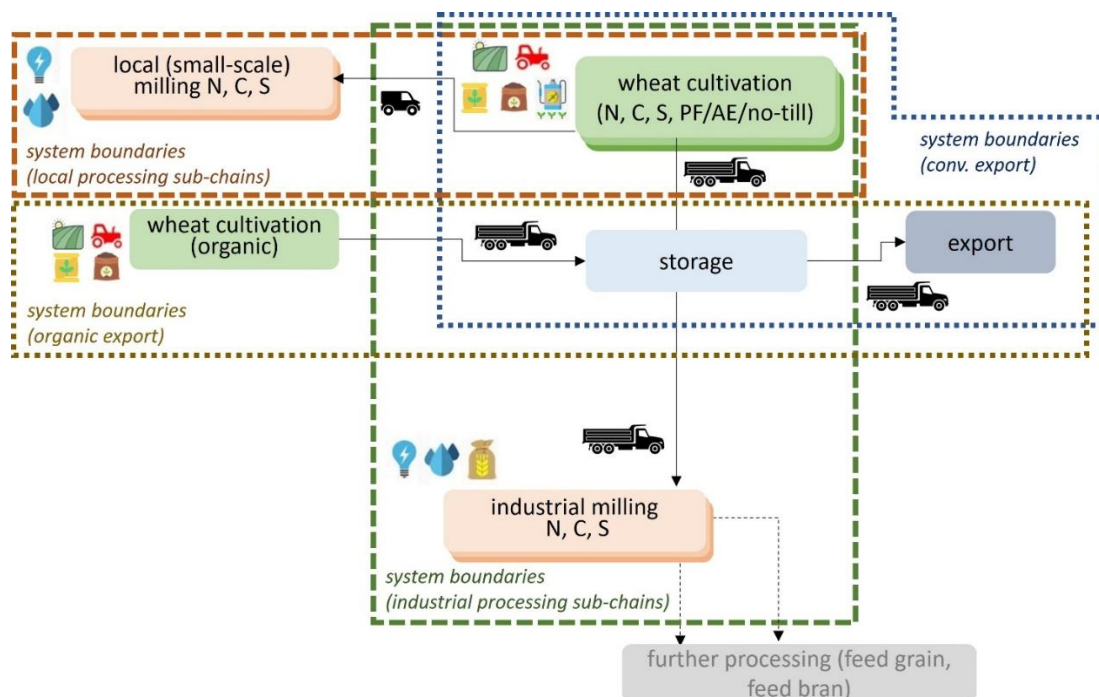 local (small-scale)
milling N, C, S
wheat cultivation
(N, C, S, PF/AE/no-till)
system boundaries
(conv. export)
system boundaries
(local processing sub-chains)
wheat cultivation
(organic)
storage
export
system boundaries
(organic export)
industrial milling
N, C, S
system boundaries
(industrial processing sub-chains)
further processing (feed grain,
feed bran)